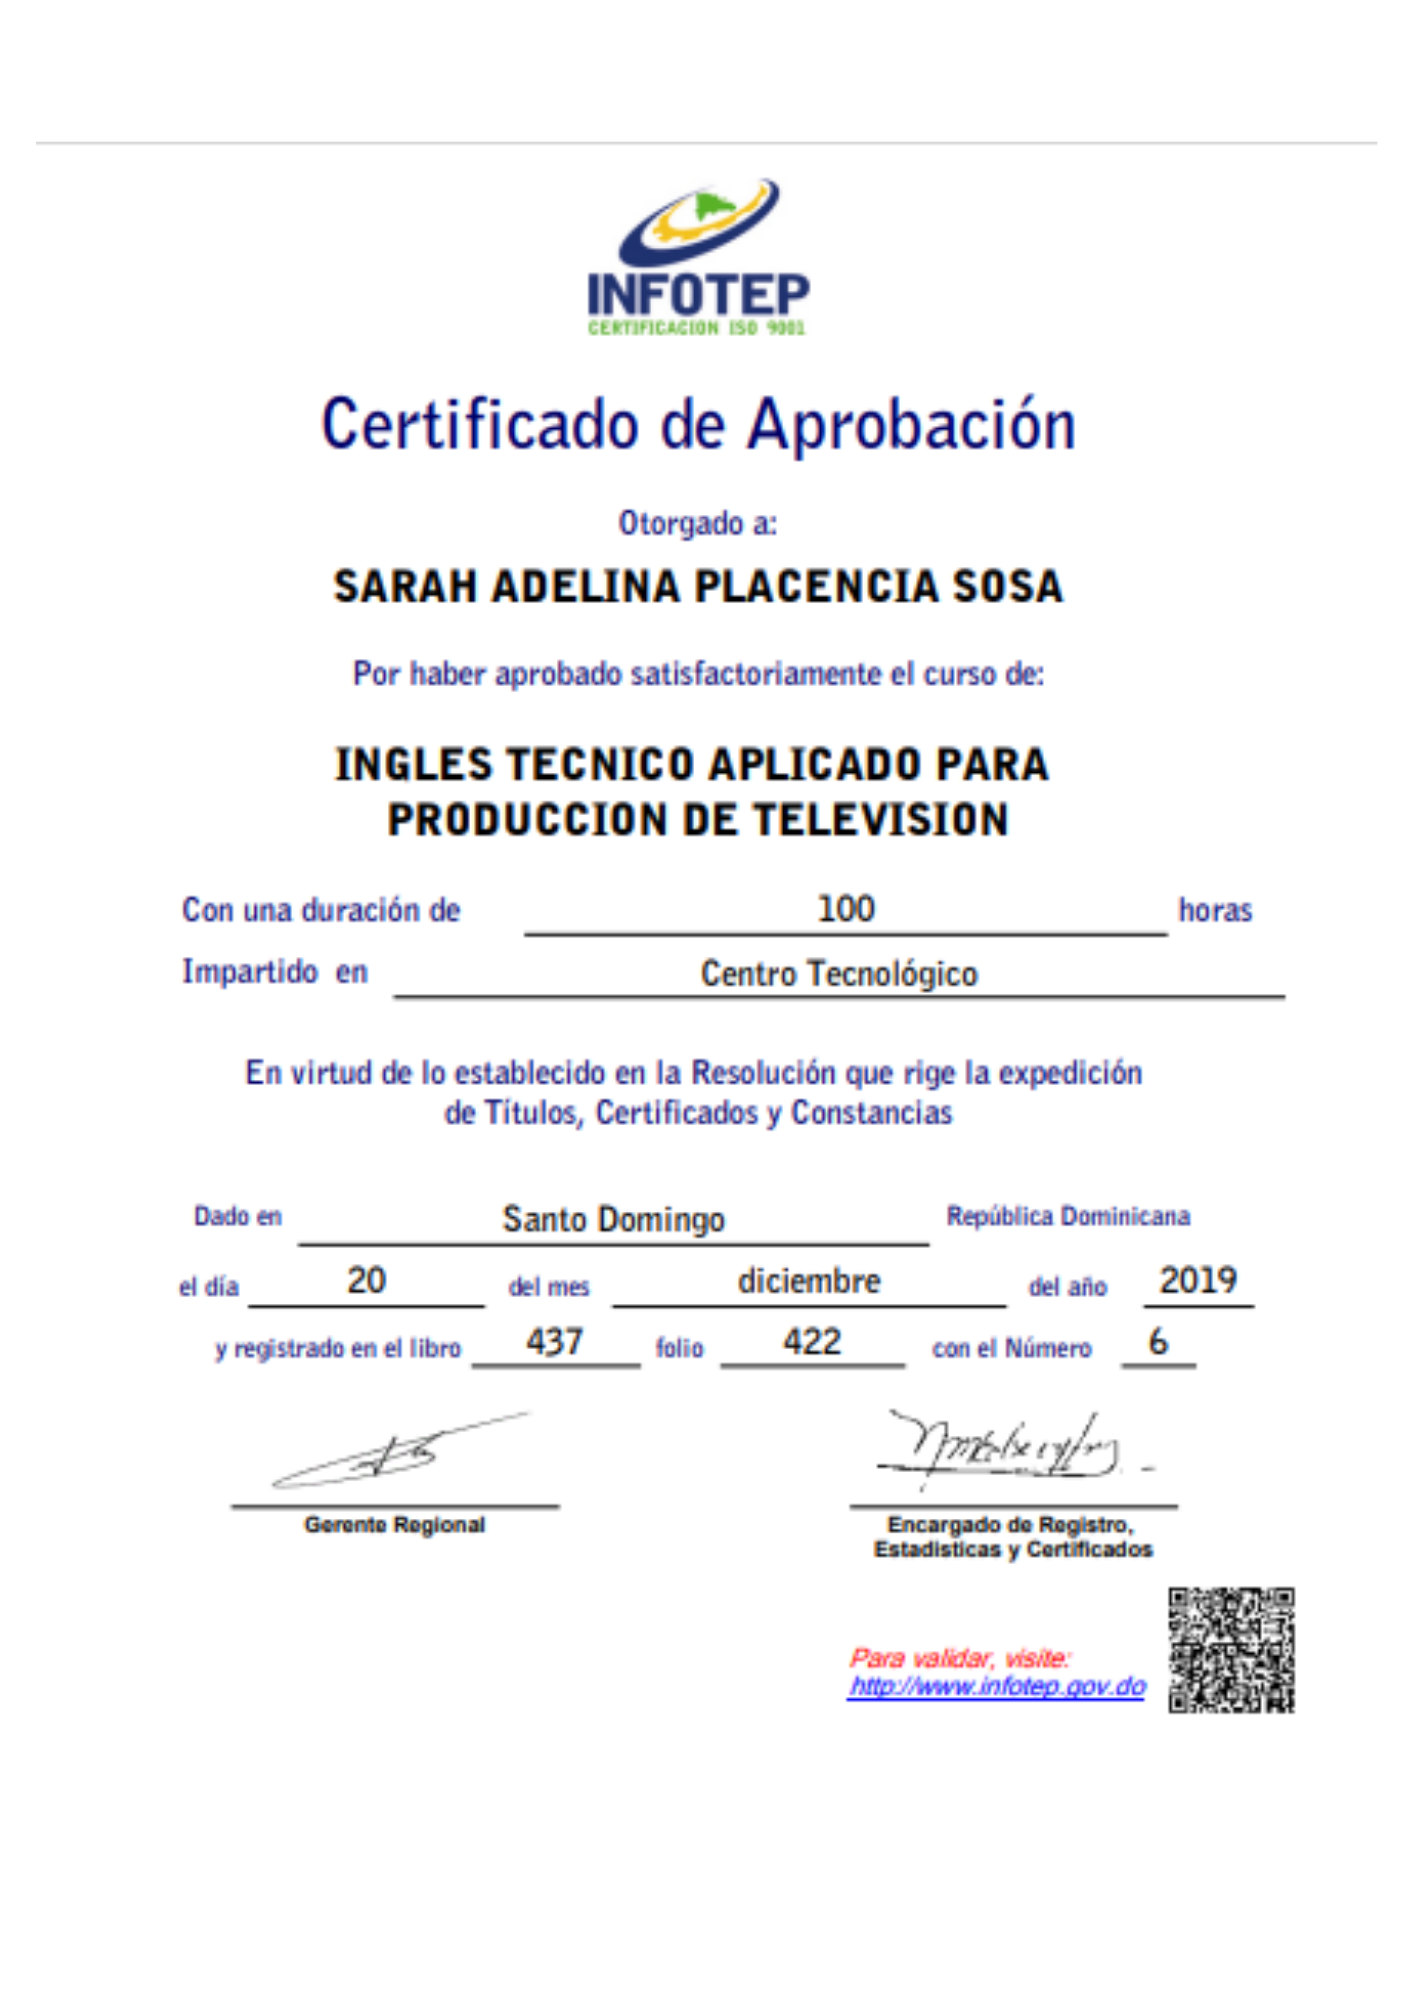 INFOTEP
CERTIFICACION ISO 9001
Certificado de Aprobación
Otorgado a:
SARAH ADELINA PLACENCIA SOSA
Por haber aprobado satisfactoriamente el curso de:
INGLES TECNICO APLICADO PARA
PRODUCCION DE TELEVISION
Con una duración de 100 horas
Impartido en Centro Tecnológico
En virtud de lo establecido en la Resolución que rige la expedición
de Títulos, Certificados y Constancias
Dado en Santo Domingo República Dominicana
el día 20 del mes diciembre del año 2019
y registrado en el libro 437 folio 422 con el Número 6
Gerente Regional
Encargado de Registro,
Estadisticas y Certificados
Para validar, visite:
http://www.infotep.gov.do